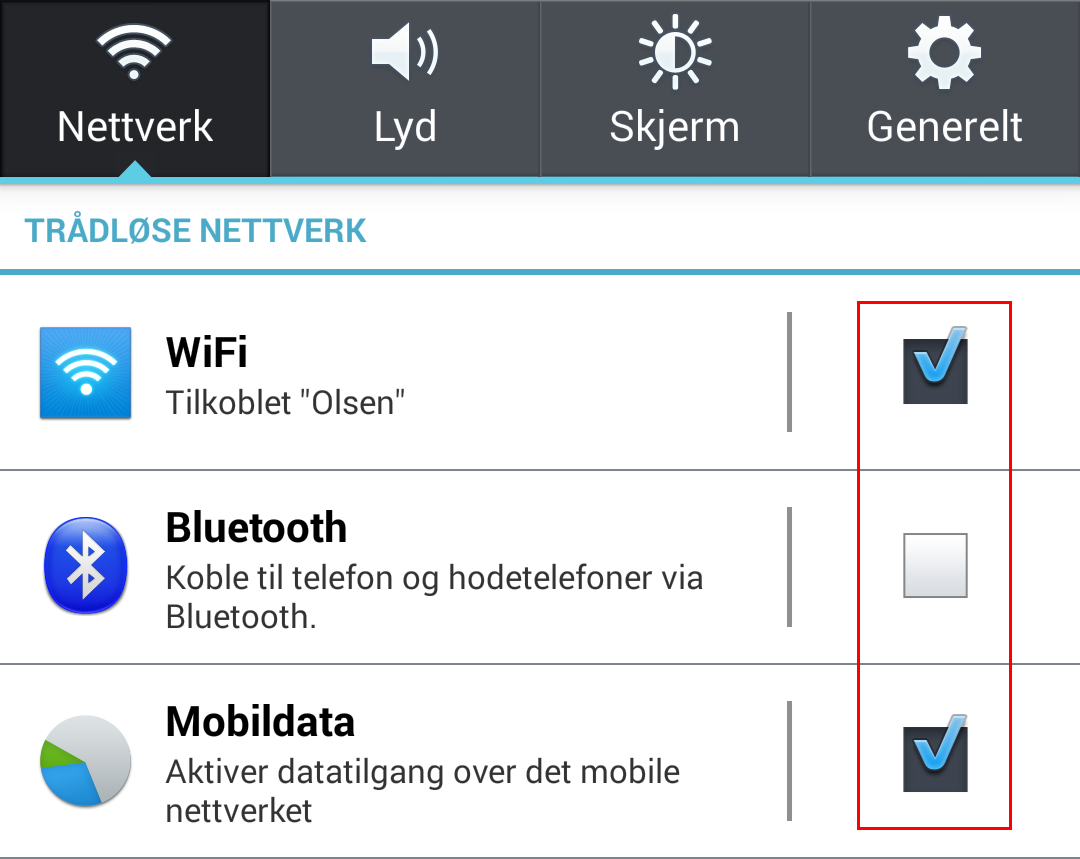 Nettverk
Lyd
Skjerm
Generelt
TRÅDLØSE NETTVERK
WiFi
Tilkoblet "Olsen"
Bluetooth
Koble til telefon og hodetelefoner via
Bluetooth.
Mobildata
Aktiver datatilgang over det mobile
nettverket